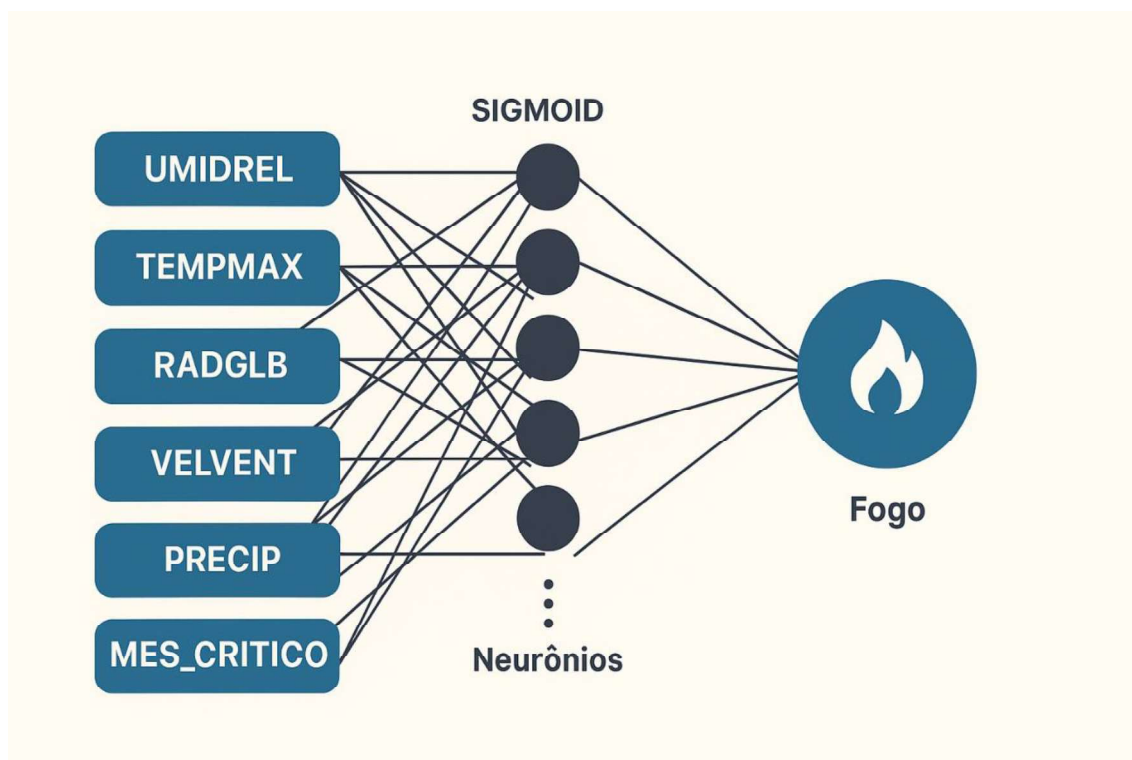 SIGMOID
UMIDREL
TEMPMAX
RADGLB
VELVENT
PRECIP
MES_CRITICO
Neurônios
Fogo